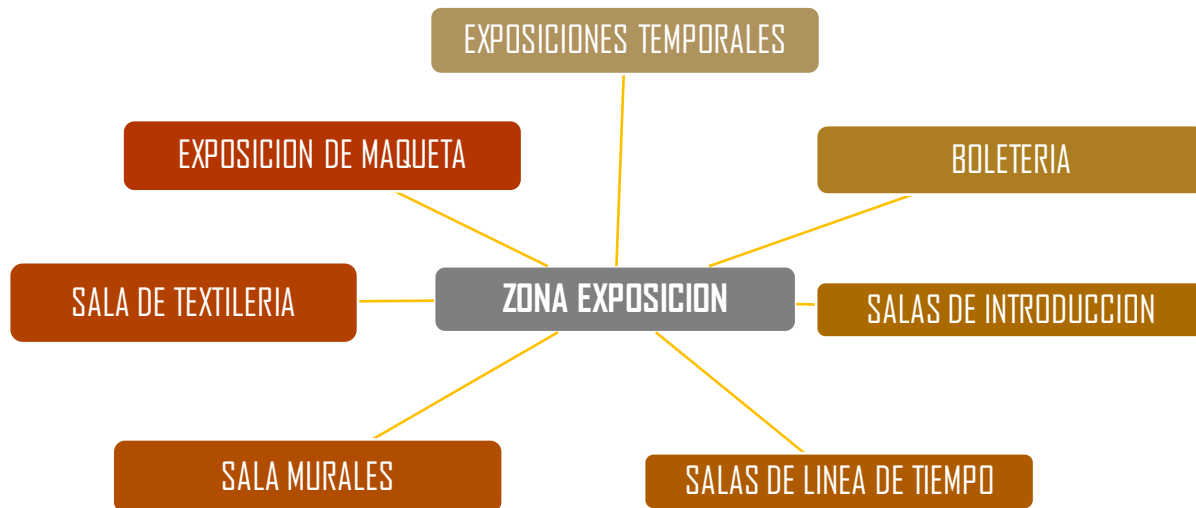 EXPOSICIONES TEMPORALES
EXPOSICION DE MAQUETA
BOLETERIA
SALA DE TEXTILERIA
ZONA EXPOSICION
SALAS DE INTRODUCCION
SALA MURALES
SALAS DE LINEA DE TIEMPO